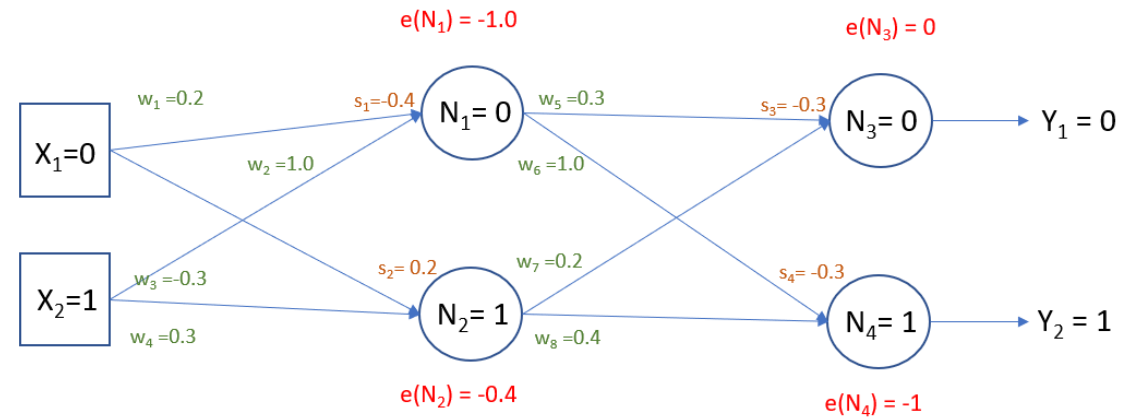 e(N₁) = -1.0
e(N₃) = 0
w₁ =0.2
s₁=-0.4
w₅ =0.3
s₃= -0.3
X₁=0
N₁= 0
N₃= 0
Y₁ = 0
w₂ =1.0
w₆ =1.0
w₃ =-0.3
s₂= 0.2
w₇ =0.2
s₄= -0.3
X₂=1
N₂= 1
N₄= 1
Y₂ = 1
w₄ =0.3
w₈ =0.4
e(N₂) = -0.4
e(N₄) = -1